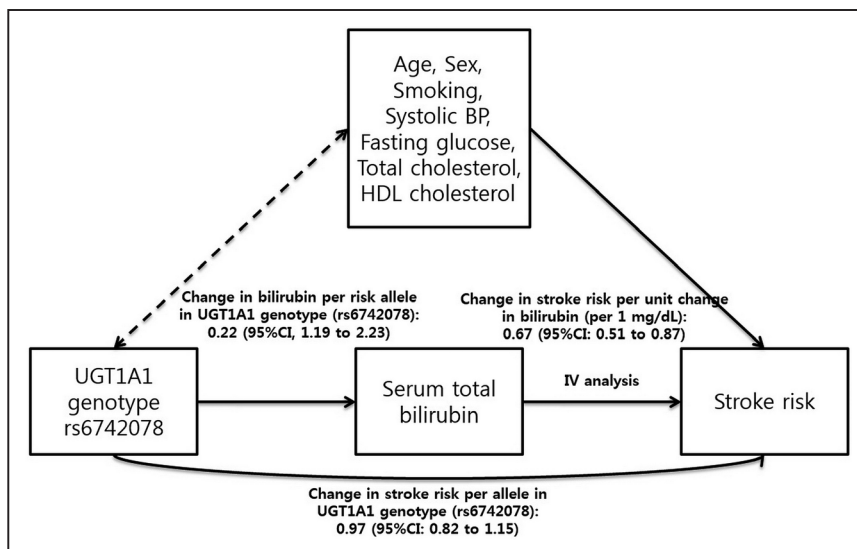 Age, Sex,
Smoking,
Systolic BP,
Fasting glucose,
Total cholesterol,
HDL cholesterol
Change in bilirubin per risk allele
in UGT1A1 genotype (rs6742078):
0.22 (95%CI, 1.19 to 2.23)
Change in stroke risk per unit change
in bilirubin (per 1 mg/dL):
0.67 (95%CI: 0.51 to 0.87)
UGT1A1
genotype
rs6742078
Serum total
bilirubin
IV analysis
Stroke risk
Change in stroke risk per allele in
UGT1A1 genotype (rs6742078):
0.97 (95%CI: 0.82 to 1.15)